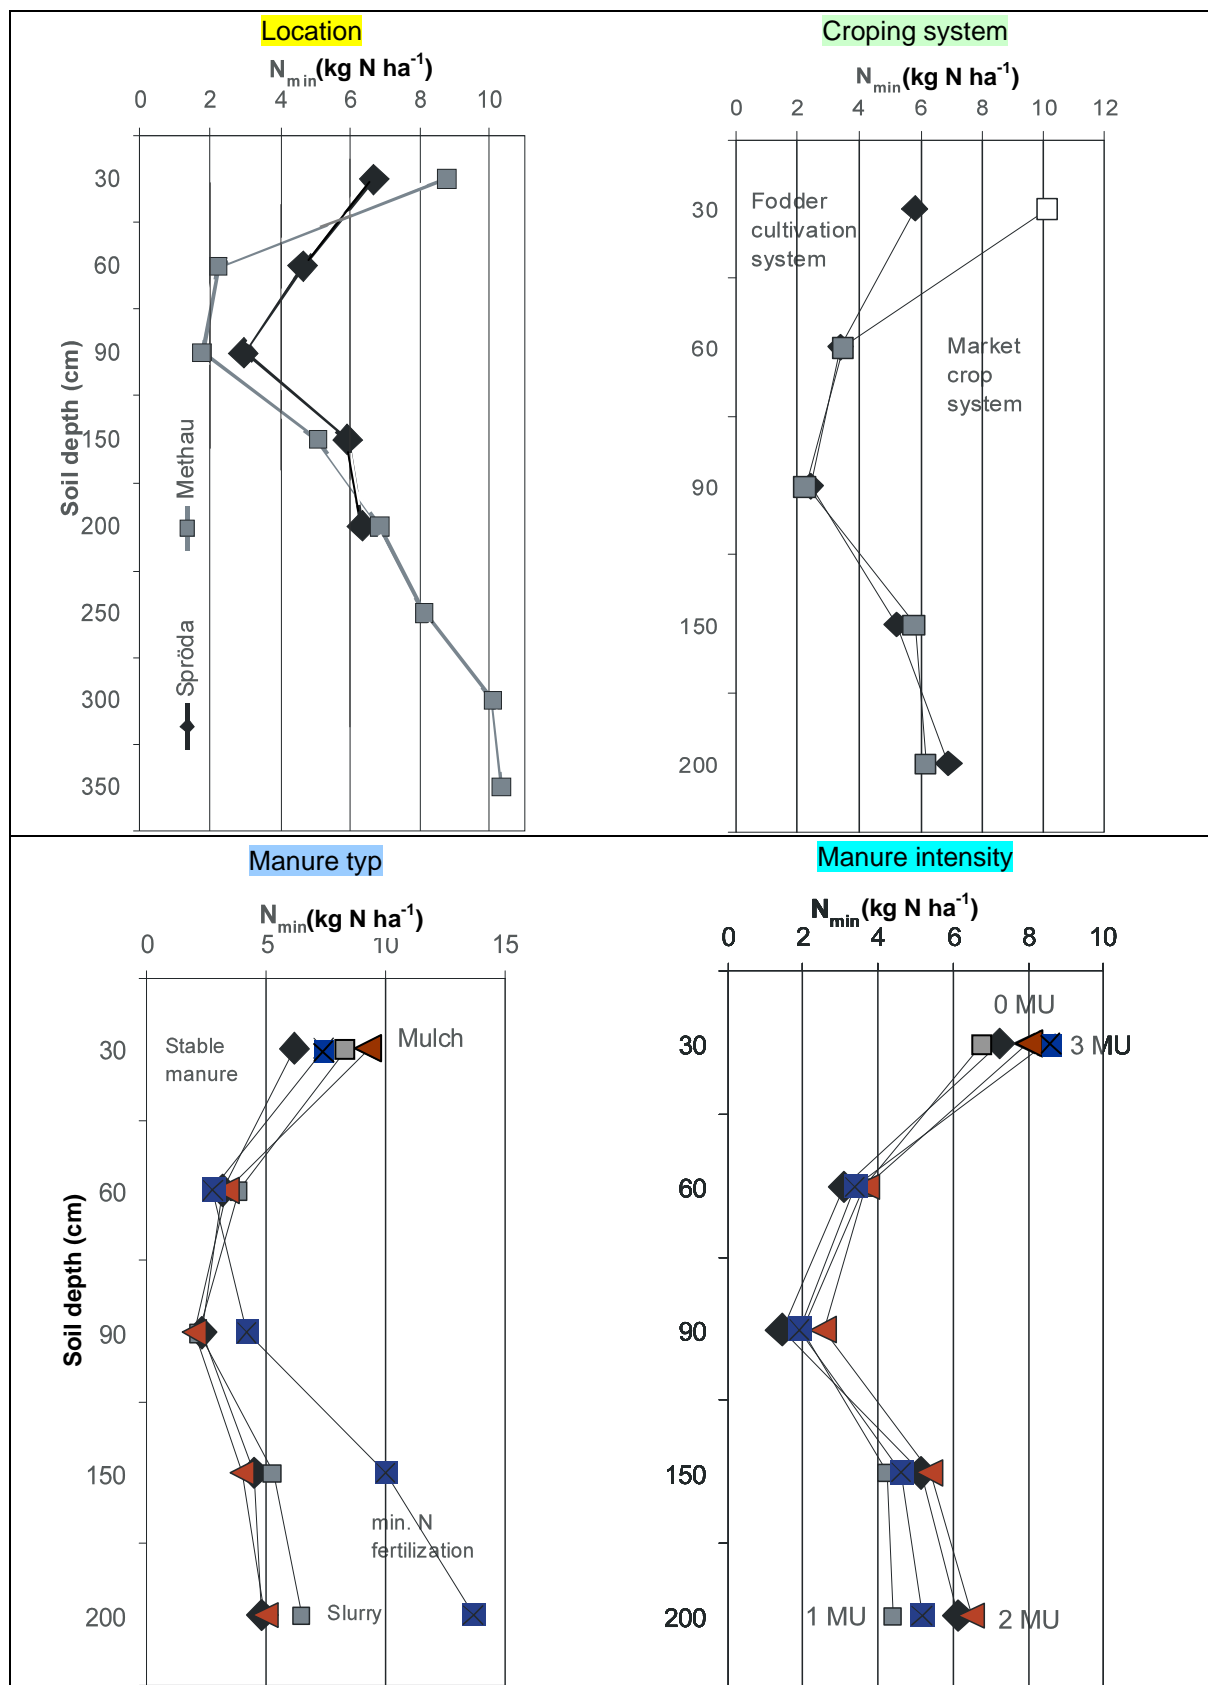 Location
N min (kg N ha-1)
0 2 4 6 8 10
30
60
90
150
200
250
300
350
Soil depth (cm)
Methau
Spröda
Croping system
N min (kg N ha-1)
0 2 4 6 8 10 12
30
60
90
150
200
Fodder
cultivation
system
Market
crop
system
Manure typ
N min (kg N ha-1)
0 5 10 15
30
60
90
150
200
Soil depth (cm)
Stable
manure
Mulch
min. N
fertilization
Slurry
Manure intensity
N min (kg N ha-1)
0 2 4 6 8 10
30
60
90
150
200
0 MU
3 MU
1 MU
2 MU